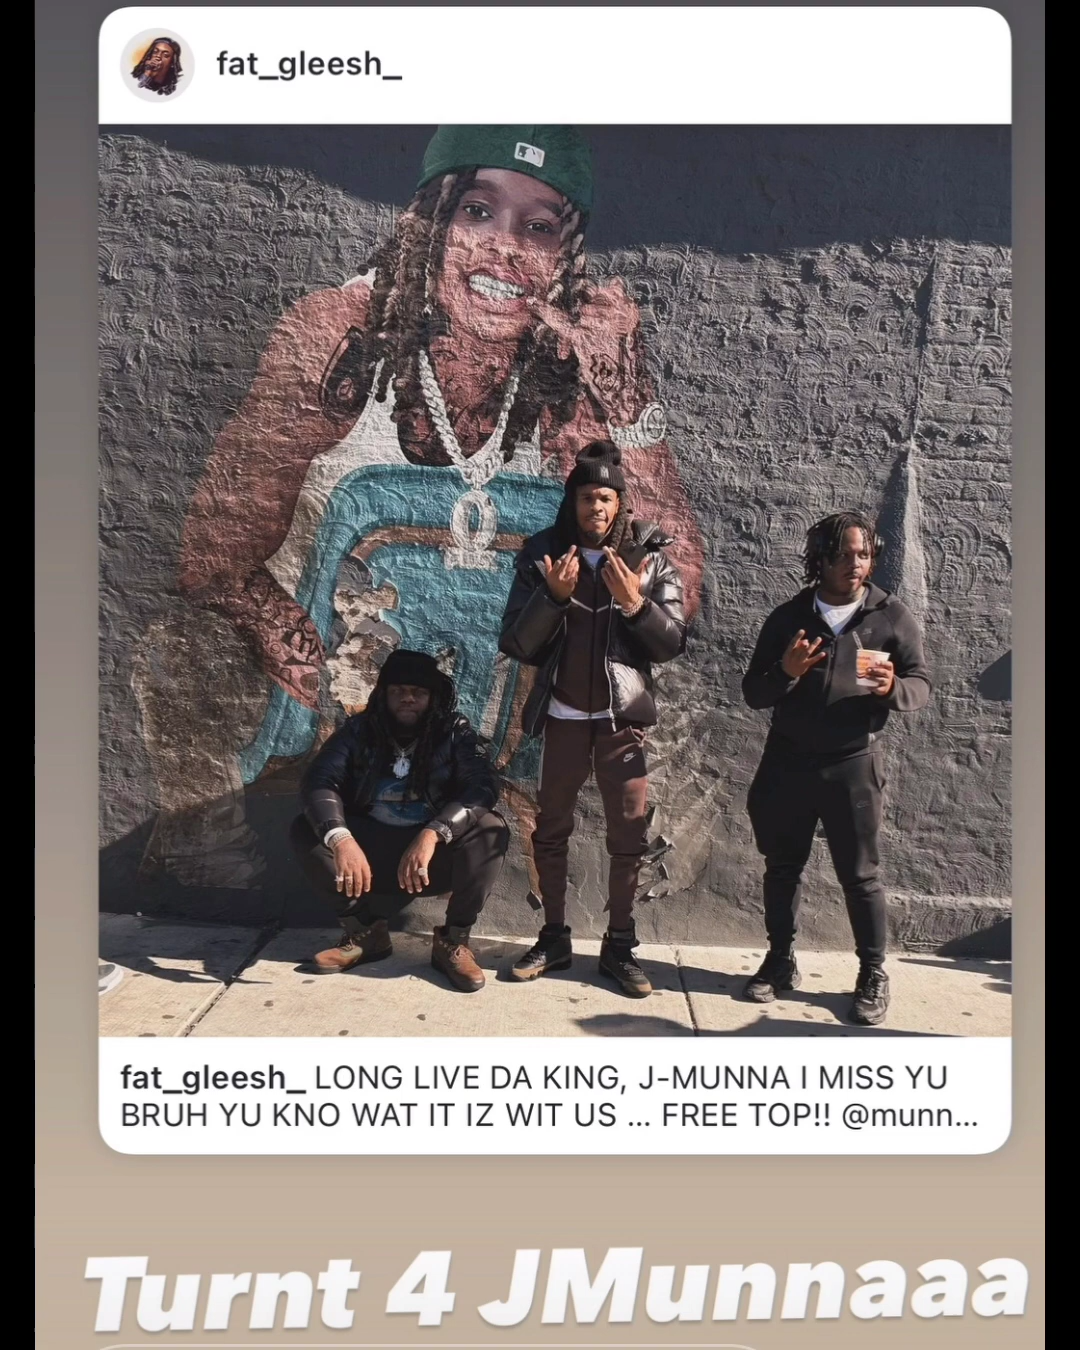 fat_gleesh_
fat_gleesh_ LONG LIVE DA KING, J-MUNNA I MISS YU
BRUH YU KNO WAT IT IZ WIT US ... FREE TOP!! @munn...
Turnt 4 JMunnaaa